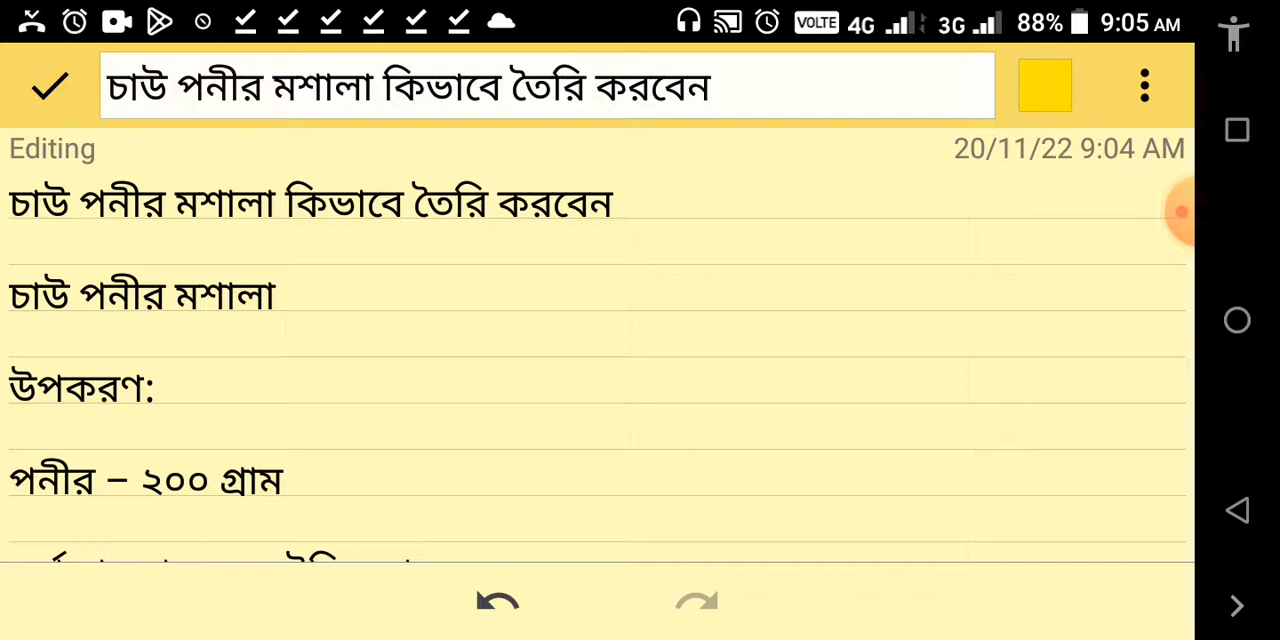 VOLTE 4G 3G 88% 9:05 AM
চাউ পনীর মশালা কিভাবে তৈরি করবেন
Editing 20/11/22 9:04 AM
চাউ পনীর মশালা কিভাবে তৈরি করবেন
চাউ পনীর মশালা
উপকরণ:
পনীর – ২০০ গ্রাম